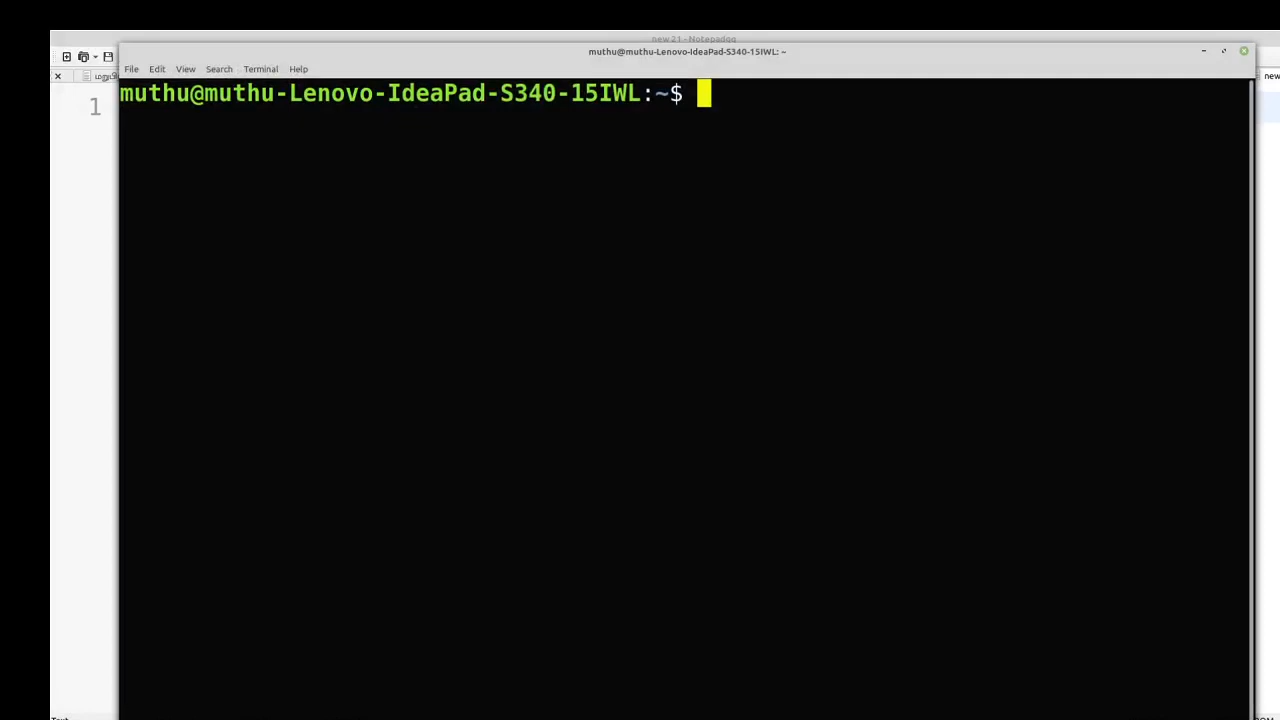 new 21 - Notepadqq
muthu@muthu-Lenovo-IdeaPad-S340-15IWL: ~
File Edit View Search Terminal Help
new
1
muthu@muthu-Lenovo-IdeaPad-S340-15IWL:~$